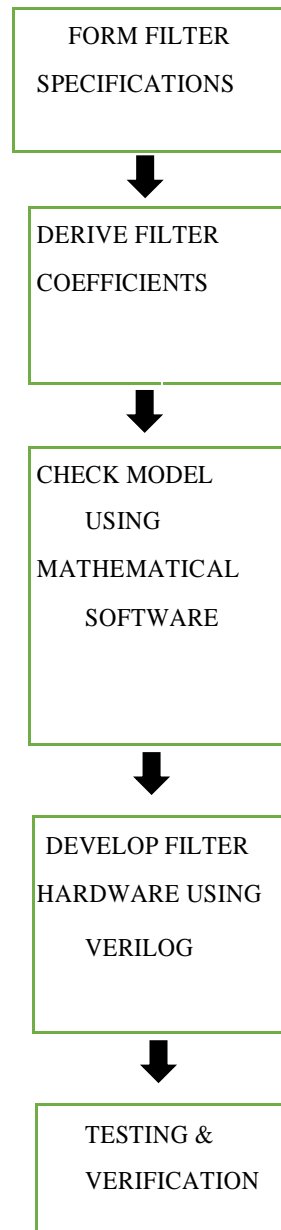 FORM FILTER
SPECIFICATIONS
DERIVE FILTER
COEFFICIENTS
CHECK MODEL
USING
MATHEMATICAL
SOFTWARE
DEVELOP FILTER
HARDWARE USING
VERILOG
TESTING &
VERIFICATION